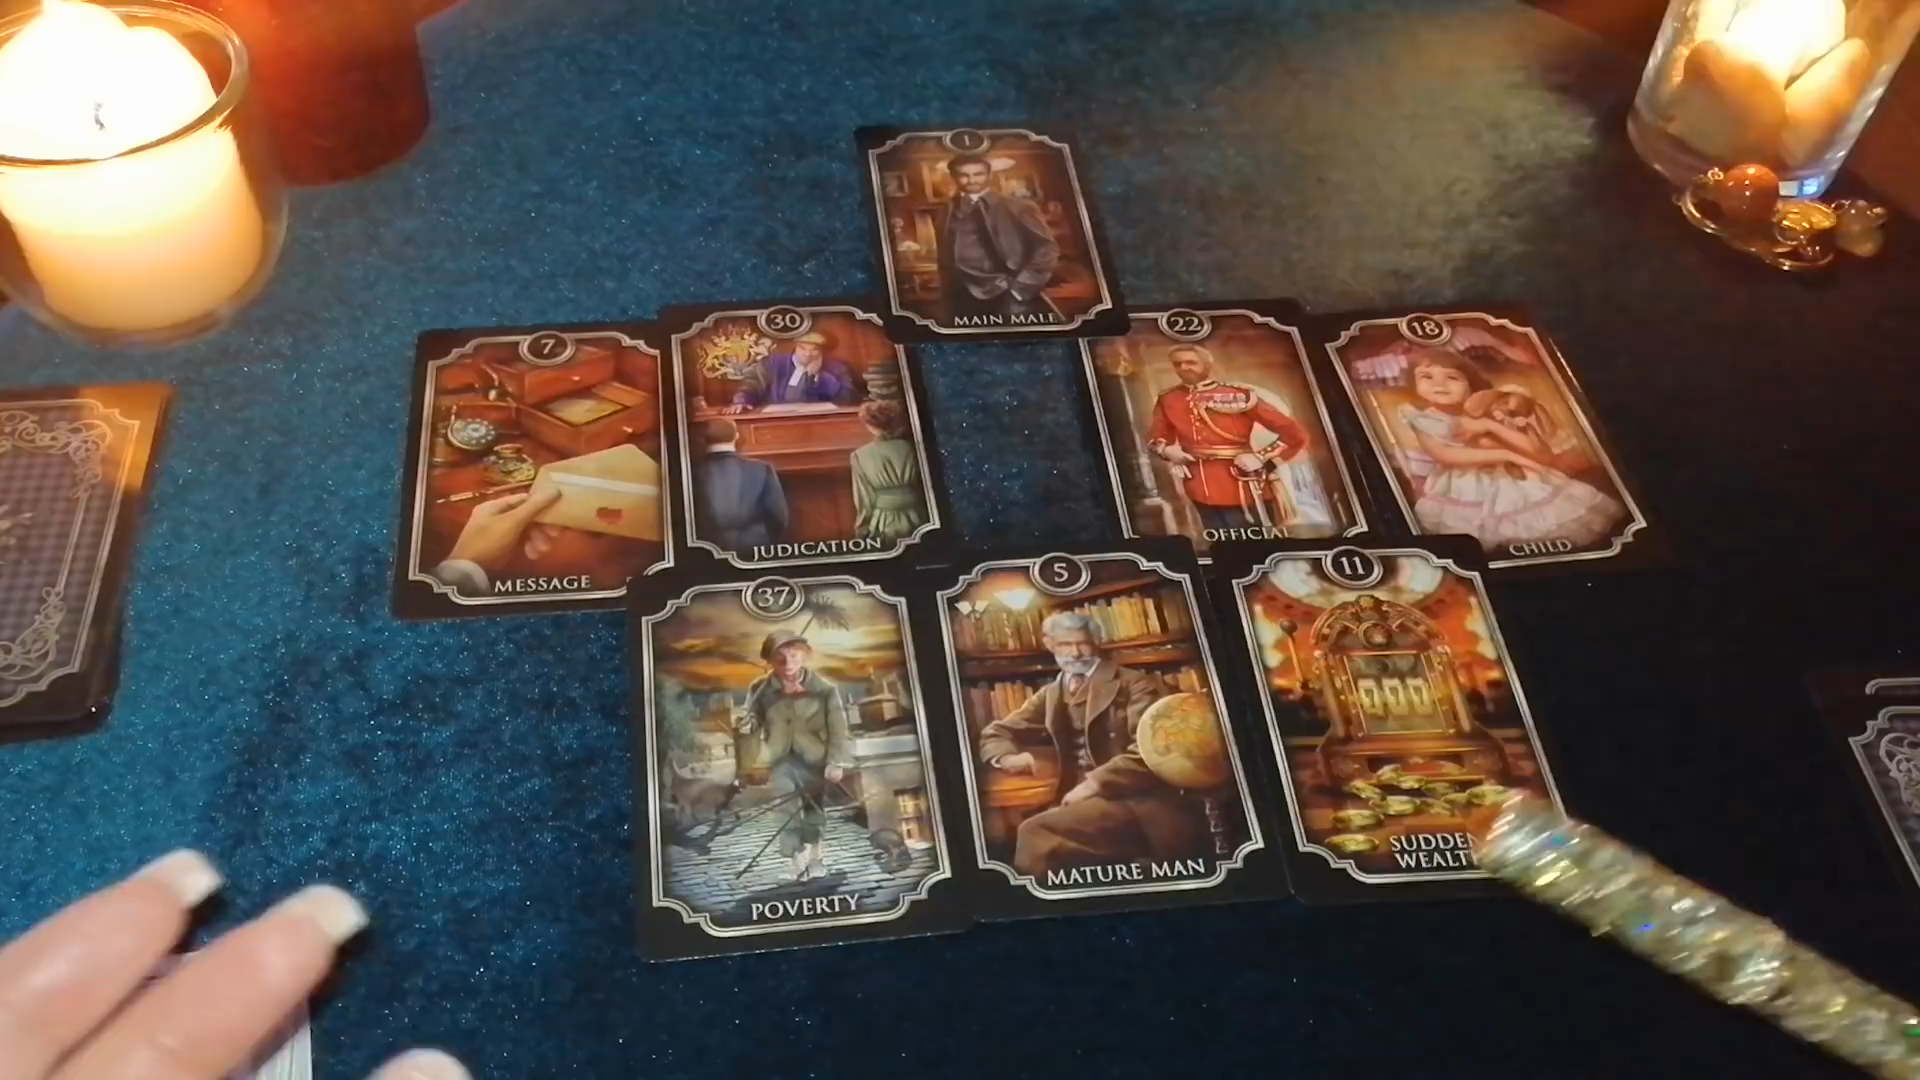 1
MAIN MALE
7
MESSAGE
30
JUDICATION
22
OFFICIAL
18
CHILD
37
POVERTY
5
MATURE MAN
11
SUDDEN
WEALTH